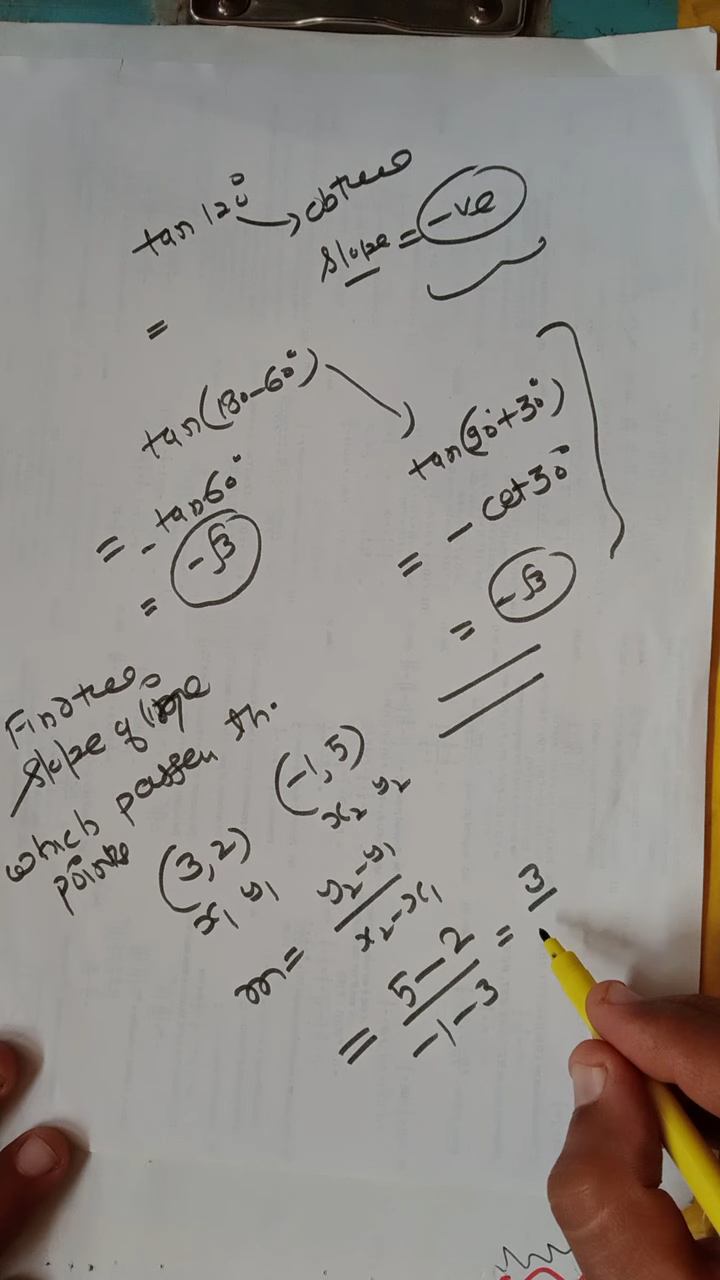 tan 120° → obtuse
slope = -ve
=
tan(180-60°)
= -tan60°
= -√3
tan(90°+30°)
= - cot30°
= -√3
Find the
slope of line
which passes th.
points (3,2) (-1,5)
x₁ y₁ x₂ y₂
m = y₂-y₁ / x₂-x₁
= 5-2 / -1-3 = 3 /